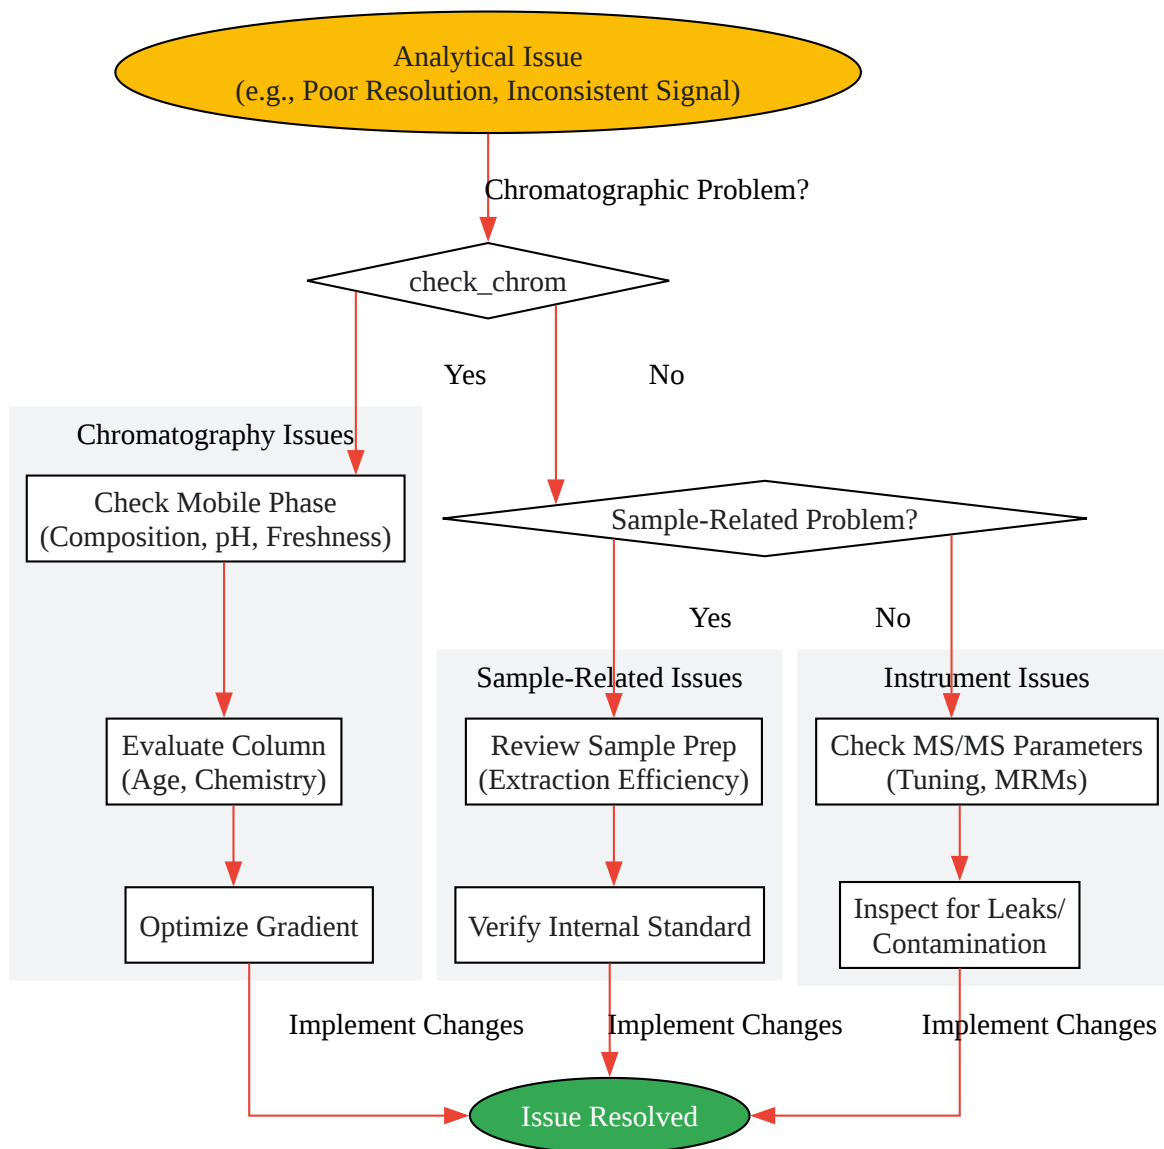 Analytical Issue
(e.g., Poor Resolution, Inconsistent Signal)
Chromatographic Problem?
check_chrom
Yes
No
Chromatography Issues
Check Mobile Phase
(Composition, pH, Freshness)
Sample-Related Problem?
Yes
No
Sample-Related Issues
Instrument Issues
Evaluate Column
(Age, Chemistry)
Review Sample Prep
(Extraction Efficiency)
Check MS/MS Parameters
(Tuning, MRMs)
Optimize Gradient
Verify Internal Standard
Inspect for Leaks/
Contamination
Implement Changes
Implement Changes
Implement Changes
Issue Resolved